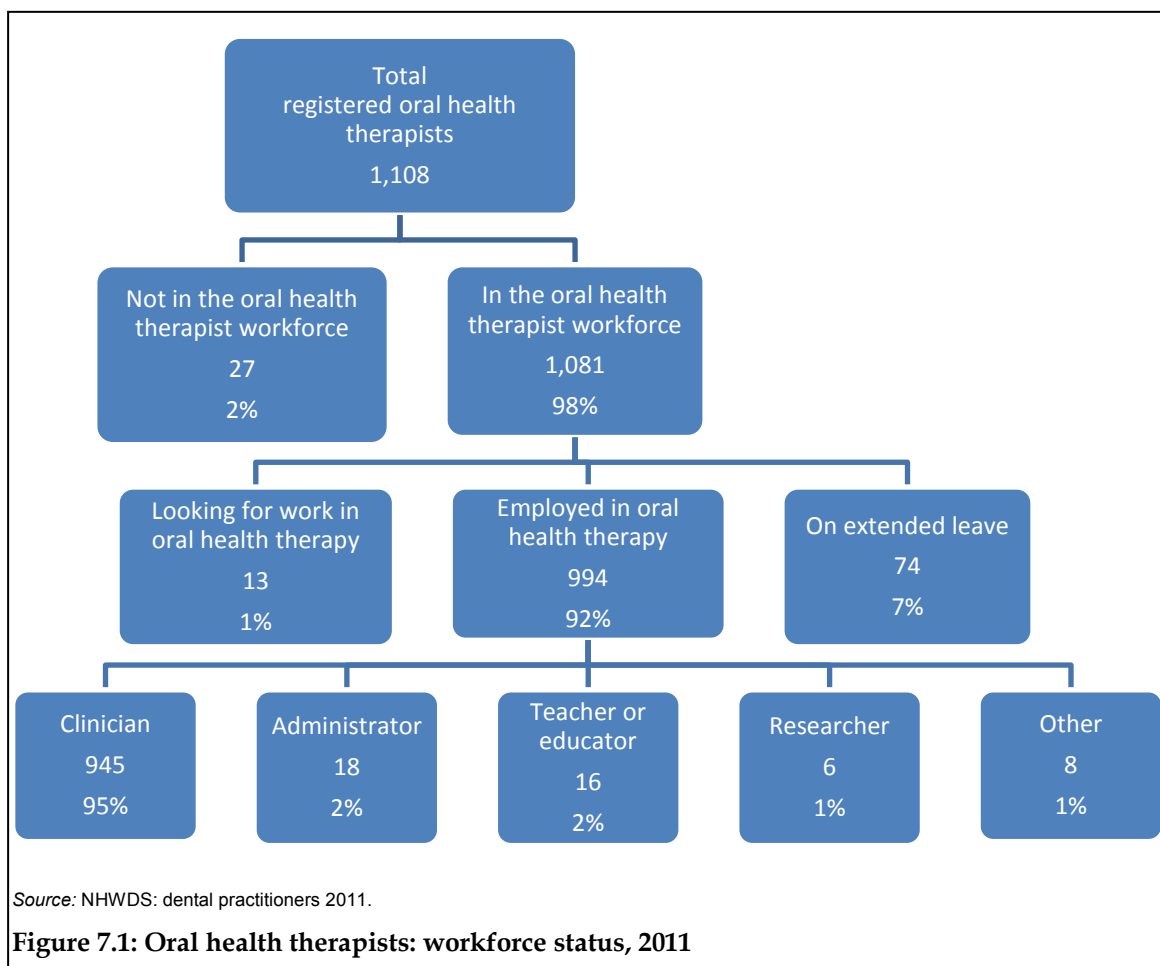 Total
registered oral health
therapists
1,108
Not in the oral health
therapist workforce
27
2%
In the oral health
therapist workforce
1,081
98%
Looking for work in
oral health therapy
13
1%
Employed in oral
health therapy
994
92%
On extended leave
74
7%
Clinician
945
95%
Administrator
18
2%
Teacher or
educator
16
2%
Researcher
6
1%
Other
8
1%
Source: NHWDS: dental practitioners 2011.
Figure 7.1: Oral health therapists: workforce status, 2011